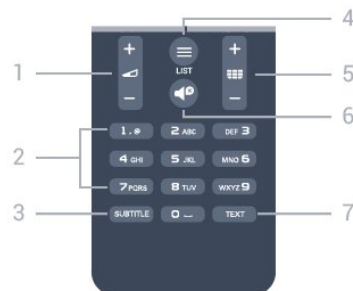 4
+ +
1 LIST 5
− −
6
1.@ 2 ABC DEF 3
2 4 GHI 5 JKL MNO 6
7 PQRS 8 TUV WXYZ 9
3 SUBTITLE 0 TEXT 7